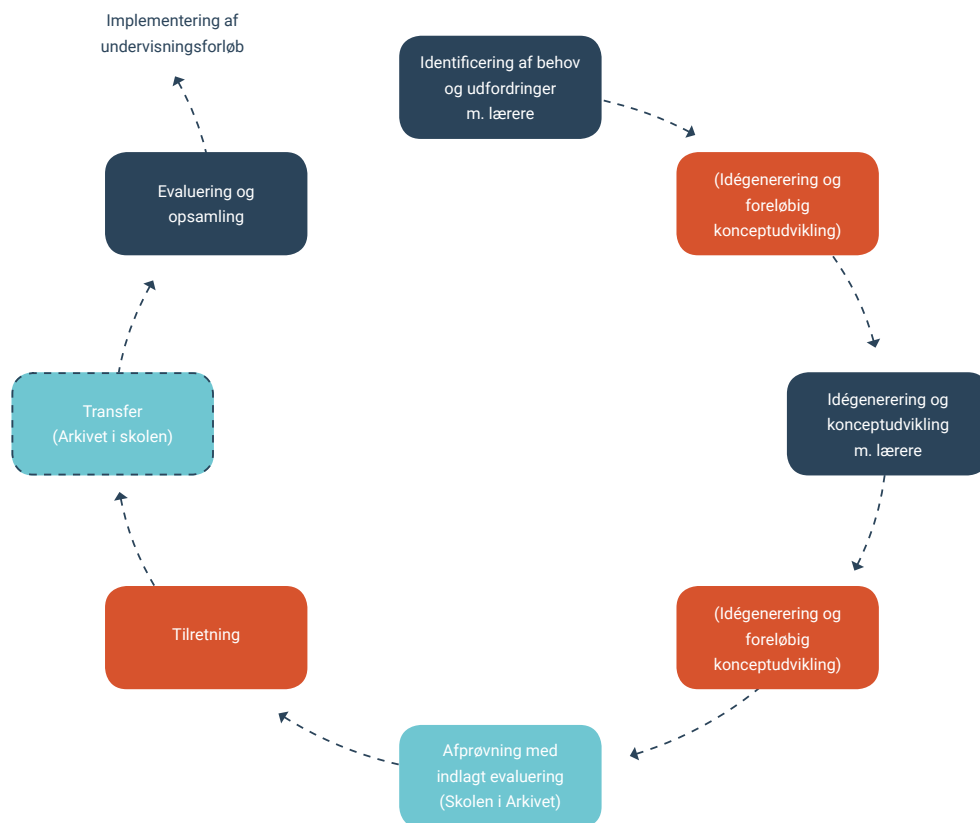 Implementering af
undervisningsforløb
Identificering af behov
og udfordringer
m. lærere
(Idégenerering og
foreløbig
konceptudvikling)
Idégenerering og
konceptudvikling
m. lærere
(Idégenerering og
foreløbig
konceptudvikling)
Afprøvning med
indlagt evaluering
(Skolen i Arkivet)
Tilretning
Transfer
(Arkivet i skolen)
Evaluering og
opsamling